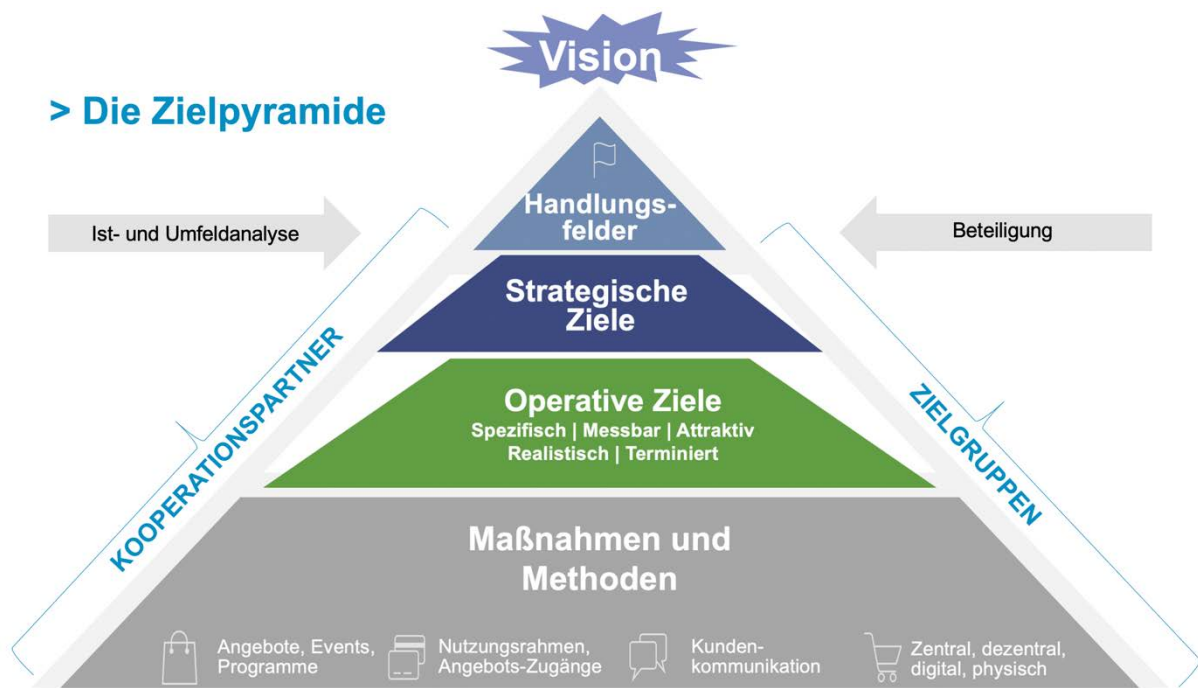 Vision
> Die Zielpyramide
Handlungs-
felder
Ist- und Umfeldanalyse
Beteiligung
Strategische
Ziele
KOOPERATIONSPARTNER
ZIELGRUPPEN
Operative Ziele
Spezifisch | Messbar | Attraktiv
Realistisch | Terminiert
Maßnahmen und
Methoden
Angebote, Events,
Programme
Nutzungsrahmen,
Angebots-Zugänge
Kunden-
kommunikation
Zentral, dezentral,
digital, physisch